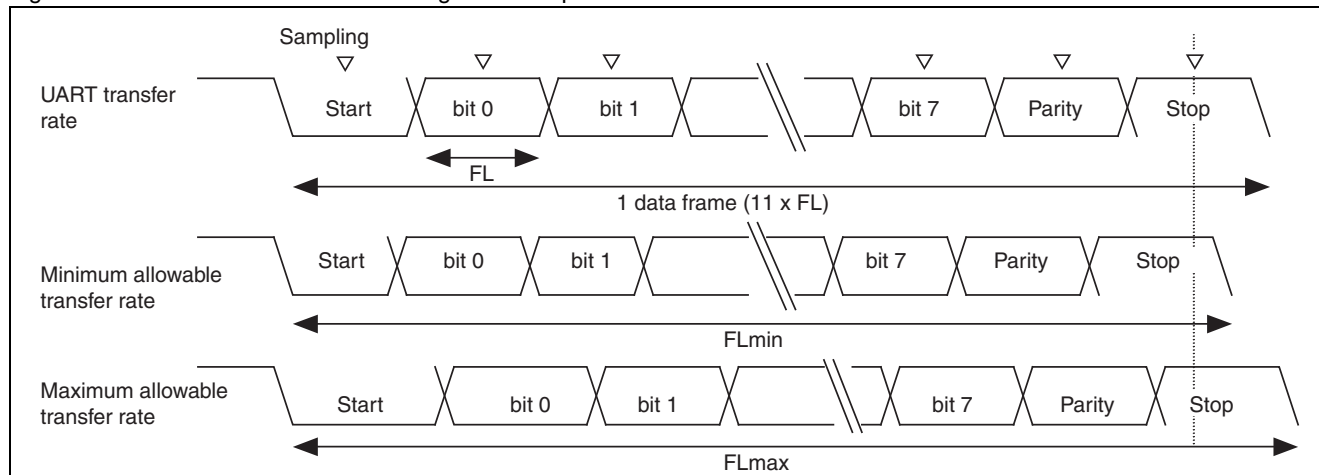 Sampling
UART transfer
rate
Start
bit 0
bit 1
bit 7
Parity
Stop
FL
1 data frame (11 x FL)
Minimum allowable
transfer rate
Start
bit 0
bit 1
bit 7
Parity
Stop
FLmin
Maximum allowable
transfer rate
Start
bit 0
bit 1
bit 7
Parity
Stop
FLmax